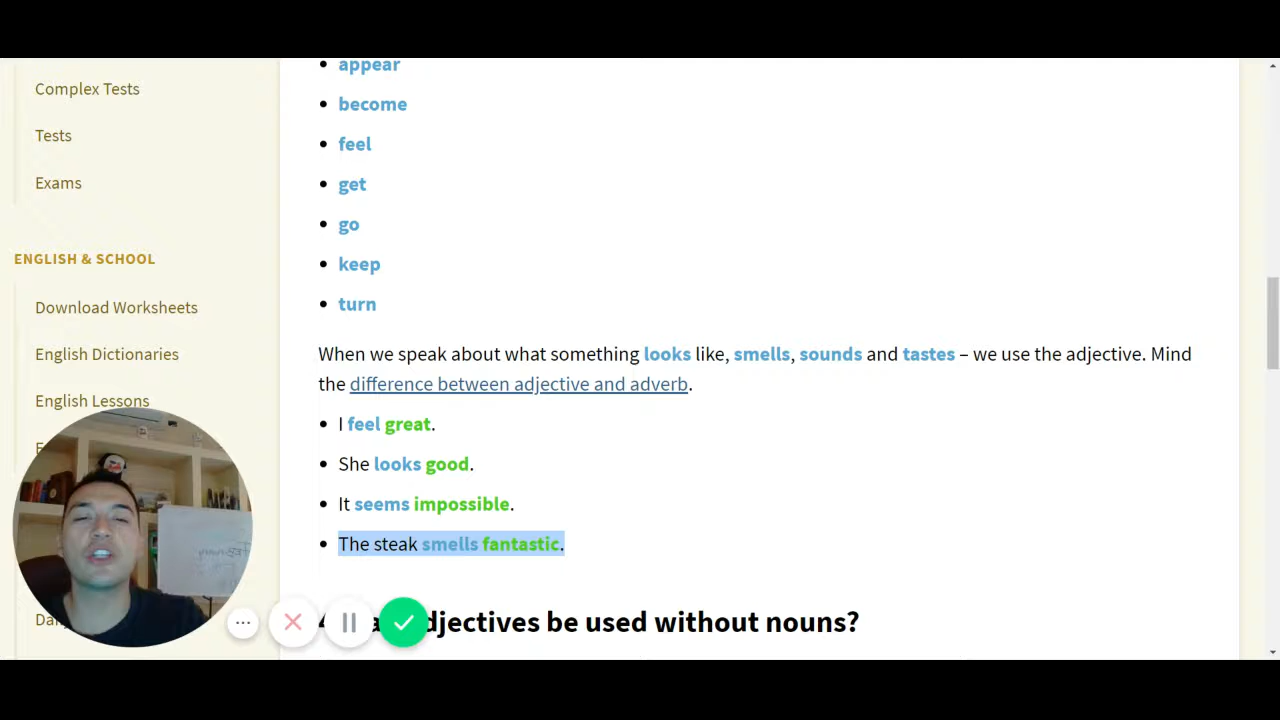 Complex Tests
Tests
Exams
ENGLISH & SCHOOL
Download Worksheets
English Dictionaries
English Lessons
appear
become
feel
get
go
keep
turn
When we speak about what something looks like, smells, sounds and tastes – we use the adjective. Mind
the difference between adjective and adverb.
I feel great.
She looks good.
It seems impossible.
The steak smells fantastic.
be used without nouns?